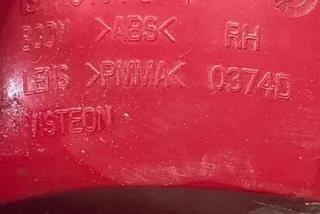 BODY >ABS< RH
LENS >PMMA< 0374D
VISTEON